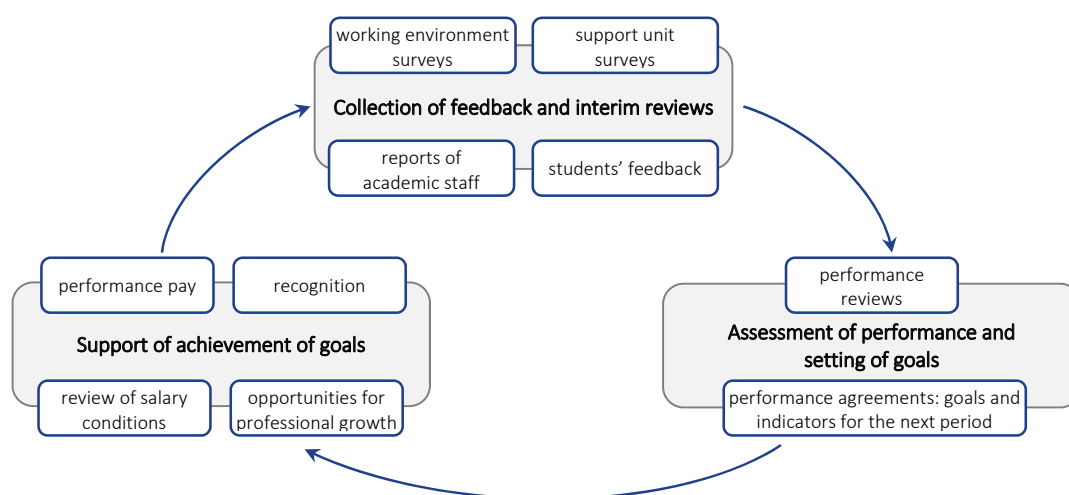 working environment
surveys
support unit
surveys
Collection of feedback and interim reviews
reports of
academic staff
students’ feedback
performance pay
recognition
Support of achievement of goals
review of salary
conditions
opportunities for
professional growth
performance
reviews
Assessment of performance and
setting of goals
performance agreements: goals and
indicators for the next period